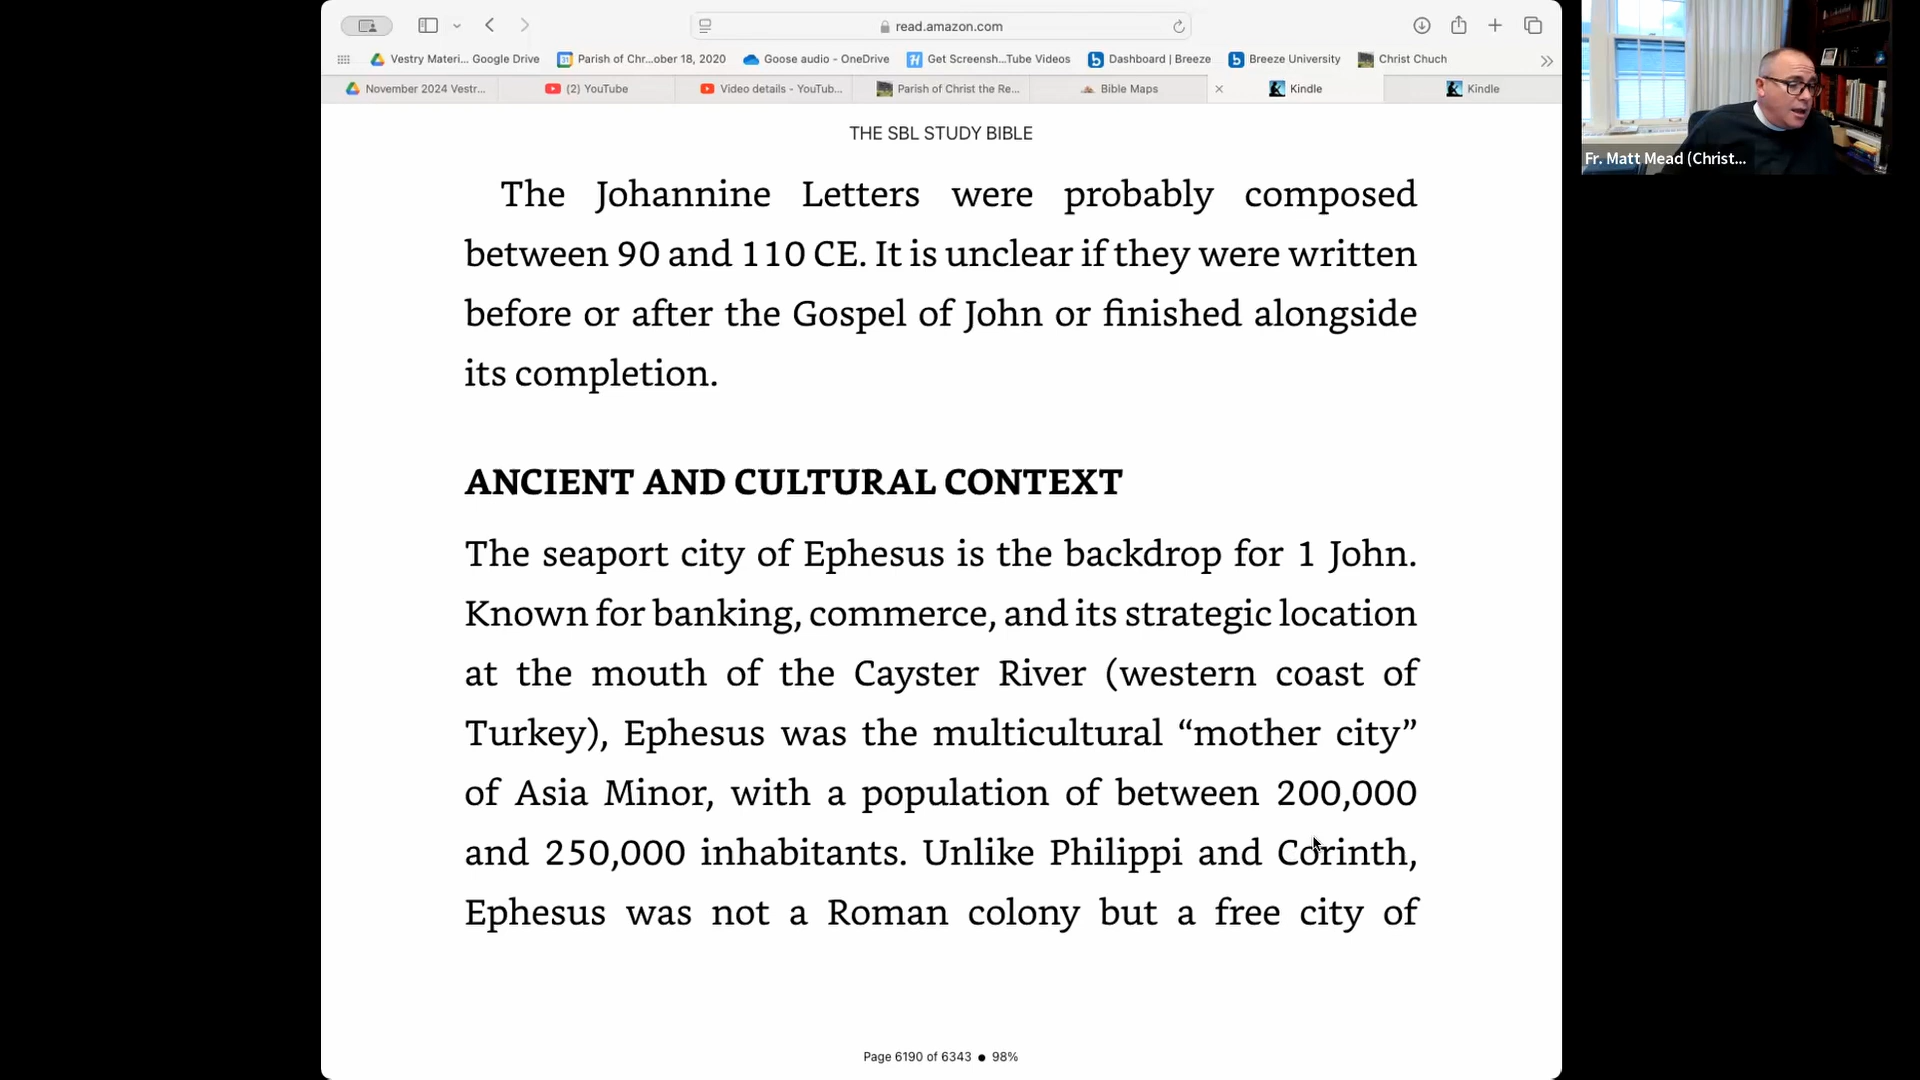 read.amazon.com
Vestry Materi... Google Drive
Parish of Chr...ober 18, 2020
Goose audio - OneDrive
Get Screensh...Tube Videos
Dashboard | Breeze
Breeze University
Christ Chuch
November 2024 Vestr...
(2) YouTube
Video details - YouTub...
Parish of Christ the Re...
Bible Maps
Kindle
Kindle
Fr. Matt Mead (Christ...
THE SBL STUDY BIBLE
The Johannine Letters were probably composed
between 90 and 110 CE. It is unclear if they were written
before or after the Gospel of John or finished alongside
its completion.
ANCIENT AND CULTURAL CONTEXT
The seaport city of Ephesus is the backdrop for 1 John.
Known for banking, commerce, and its strategic location
at the mouth of the Cayster River (western coast of
Turkey), Ephesus was the multicultural “mother city”
of Asia Minor, with a population of between 200,000
and 250,000 inhabitants. Unlike Philippi and Corinth,
Ephesus was not a Roman colony but a free city of
Page 6190 of 6343 ● 98%